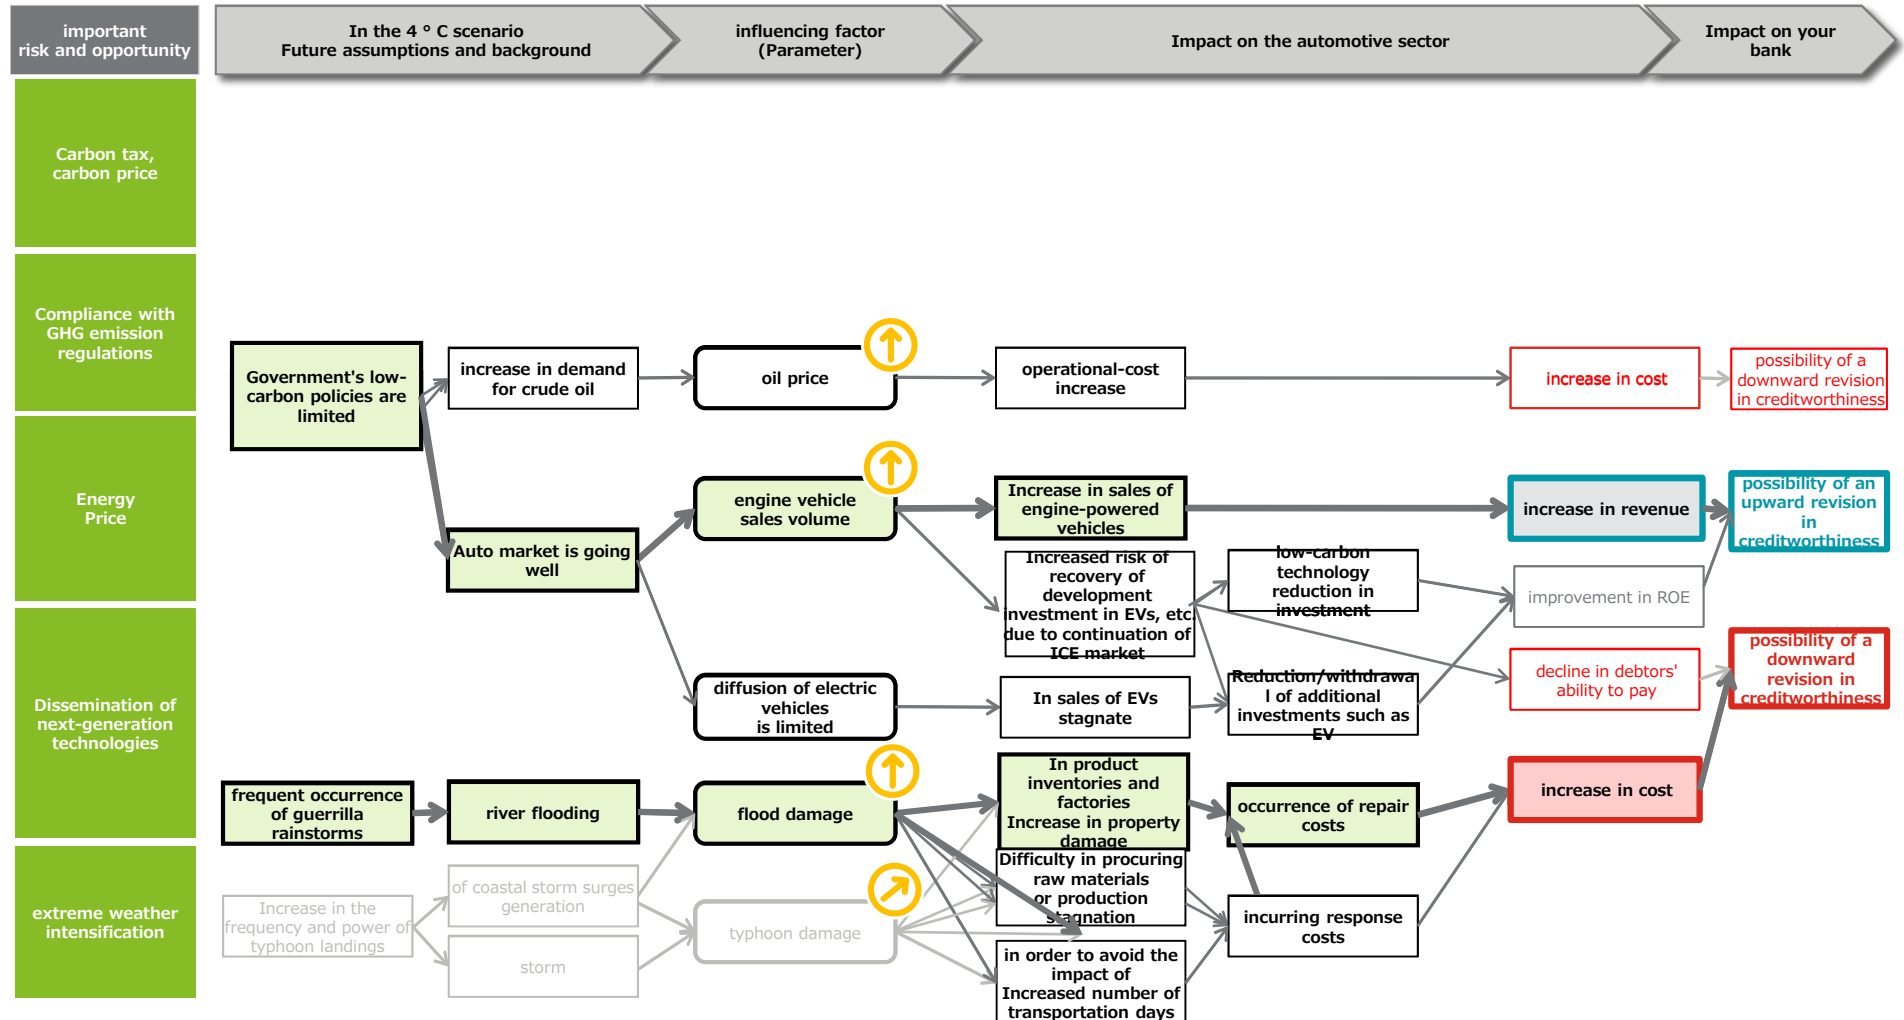 important
risk and opportunity
In the 4 ° C scenario
Future assumptions and background
influencing factor
(Parameter)
Impact on the automotive sector
Impact on your
bank
Carbon tax,
carbon price
Compliance with
GHG emission
regulations
Energy
Price
Dissemination of
next-generation
technologies
extreme weather
intensification
Government's low-
carbon policies are
limited
increase in demand
for crude oil
oil price
operational-cost
increase
increase in cost
possibility of a
downward revision
in creditworthiness
Auto market is going
well
engine vehicle
sales volume
Increase in sales of
engine-powered
vehicles
increase in revenue
possibility of an
upward revision
in
creditworthiness
Increased risk of
recovery of
development
investment in EVs, etc.
due to continuation of
ICE market
low-carbon
technology
reduction in
investment
improvement in ROE
diffusion of electric
vehicles
is limited
In sales of EVs
stagnate
Reduction/withdrawa
l of additional
investments such as
EV
decline in debtors'
ability to pay
possibility of a
downward
revision in
creditworthiness
frequent occurrence
of guerrilla
rainstorms
river flooding
flood damage
In product
inventories and
factories
Increase in property
damage
occurrence of repair
costs
increase in cost
Increase in the
frequency and power of
typhoon landings
of coastal storm surges
generation
storm
typhoon damage
Difficulty in procuring
raw materials
or production
stagnation
incurring response
costs
in order to avoid the
impact of
Increased number of
transportation days